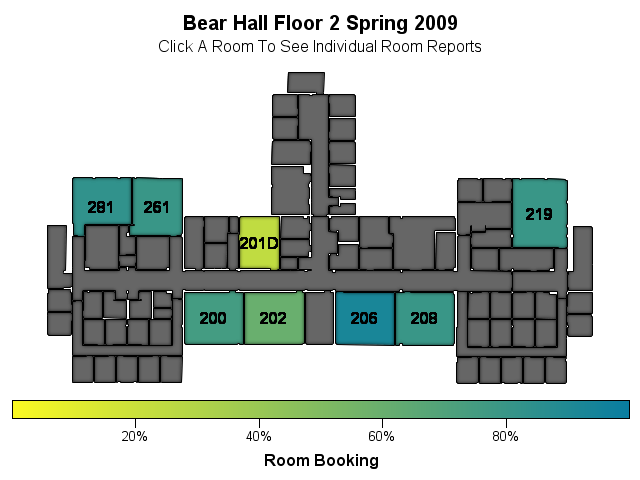 Bear Hall Floor 2 Spring 2009
Click A Room To See Individual Room Reports
281
261
219
201D
200
202
206
208
20%
40%
60%
80%
Room Booking